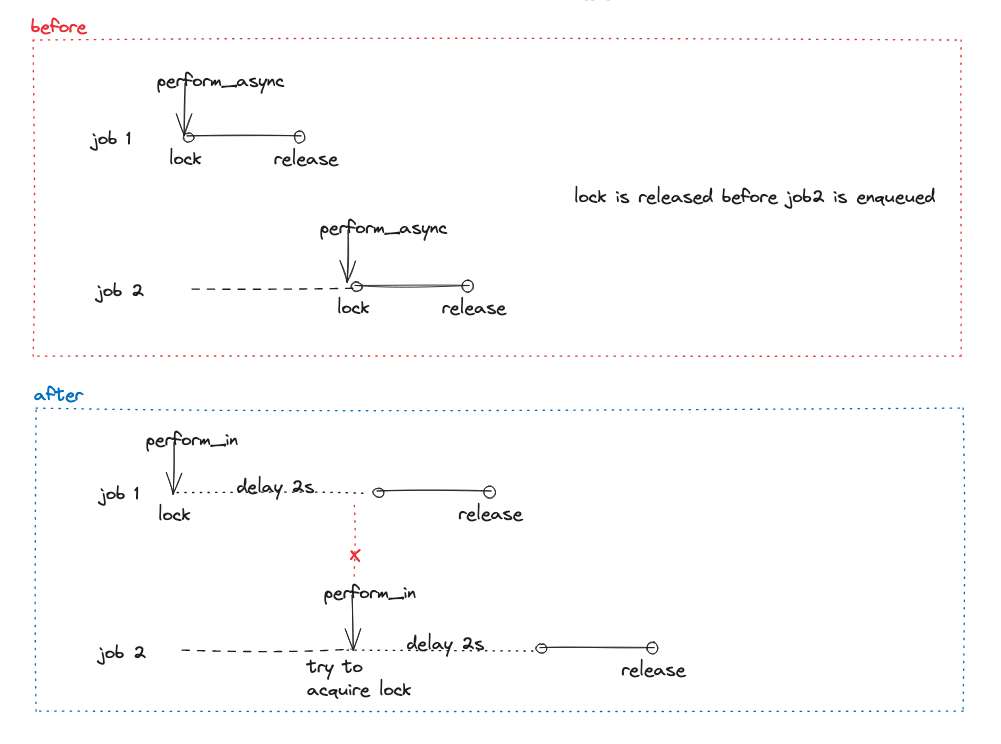 before
perform_async
job 1
lock
release
lock is released before job2 is enqueued
perform_async
job 2
lock
release
after
perform_in
job 1
delay 2s
lock
release
x
perform_in
job 2
delay 2s
try to
acquire lock
release